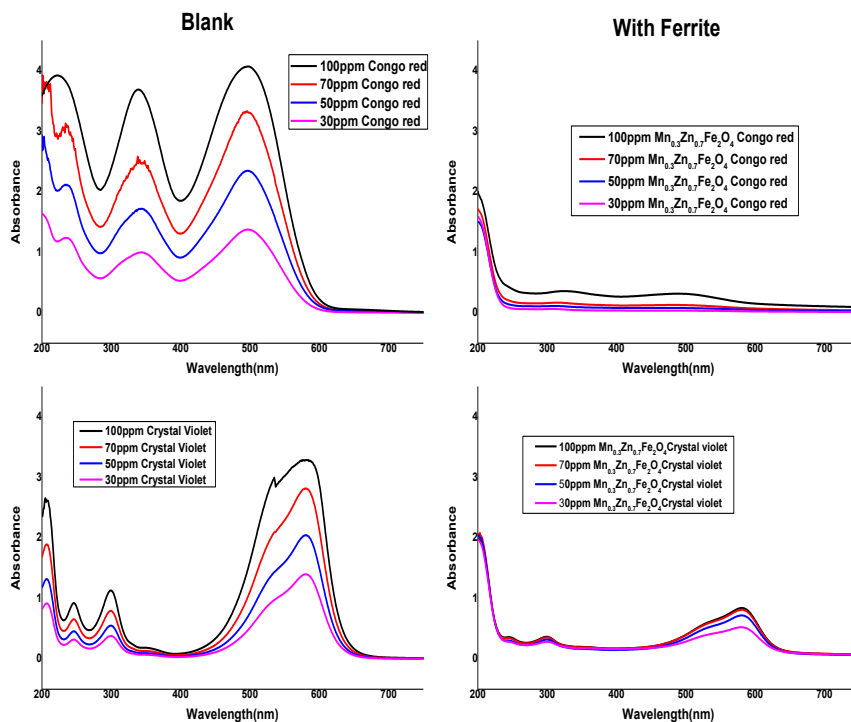 Blank
100ppm Congo red
70ppm Congo red
50ppm Congo red
30ppm Congo red
Absorbance
4
3
2
1
0
200 300 400 500 600 700
Wavelength(nm)
With Ferrite
100ppm Mn0.3Zn0.7Fe2O4 Congo red
70ppm Mn0.3Zn0.7Fe2O4 Congo red
50ppm Mn0.3Zn0.7Fe2O4 Congo red
30ppm Mn0.3Zn0.7Fe2O4 Congo red
Absorbance
4
3
2
1
0
200 300 400 500 600 700
Wavelength(nm)
100ppm Crystal Violet
70ppm Crystal Violet
50ppm Crystal Violet
30ppm Crystal Violet
Absorbance
4
3
2
1
0
200 300 400 500 600 700
Wavelength(nm)
100ppm Mn0.3Zn0.7Fe2O4Crystal violet
70ppm Mn0.3Zn0.7Fe2O4Crystal violet
50ppm Mn0.3Zn0.7Fe2O4Crystal violet
30ppm Mn0.3Zn0.7Fe2O4Crystal violet
Absorbance
4
3
2
1
0
200 300 400 500 600 700
Wavelength(nm)